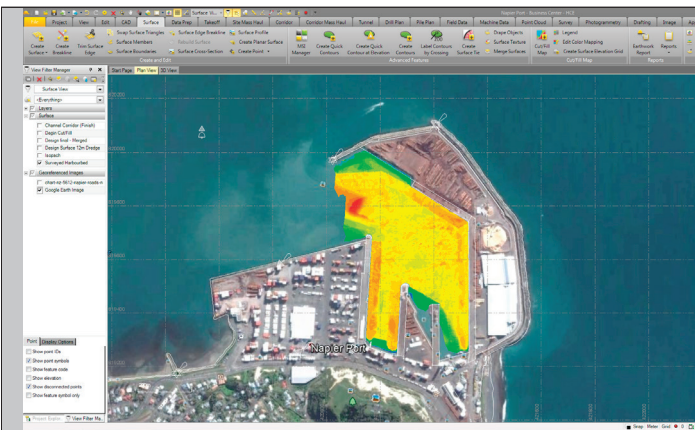 Surface Vi...
Napier Port - Business Center - HCE
File Project View Edit CAD Surface Data Prep Takeoff Site Mass Haul Corridor Corridor Mass Haul Tunnel Drill Plan Pile Plan Field Data Machine Data Point Cloud Survey Photogrammetry Drafting Image
Create Surface
Create Breakline
Trim Surface Edge
Swap Surface Triangles
Surface Members
Surface Boundaries
Surface Edge Breakline
Rebuild Surface
Surface Cross-Section
Surface Profile
Create Planar Surface
Create Point
Create and Edit
Manager
Create Quick Contours
Create Quick Contour at Elevation
Create Contours
Label Contours by Crossing
Create Surface Tie
Drape Objects
Surface Texture
Merge Surfaces
Advanced Features
Cut/Fill Map
Legend
Edit Color Mapping
Create Surface Elevation Grid
Cut/Fill Map
Earthwork Report
Reports
Reports
View Filter Manager
Start Page Plan View 3D View
Surface View
<Everything>
Layers
Surface
Channel Corridor (Finish)
Design final - Merged
Design Surface 12m Dredge
Isopach
Surveyed Harbourbed
Georeferenced Images
Google Earth Image
Napier Port
Point Display Options
Show point IDs
Show point symbols
Show feature code
Show elevation
Show disconnected points
Show feature symbol only
Project Explor... View Filter Ma...
Snap Meter Grid